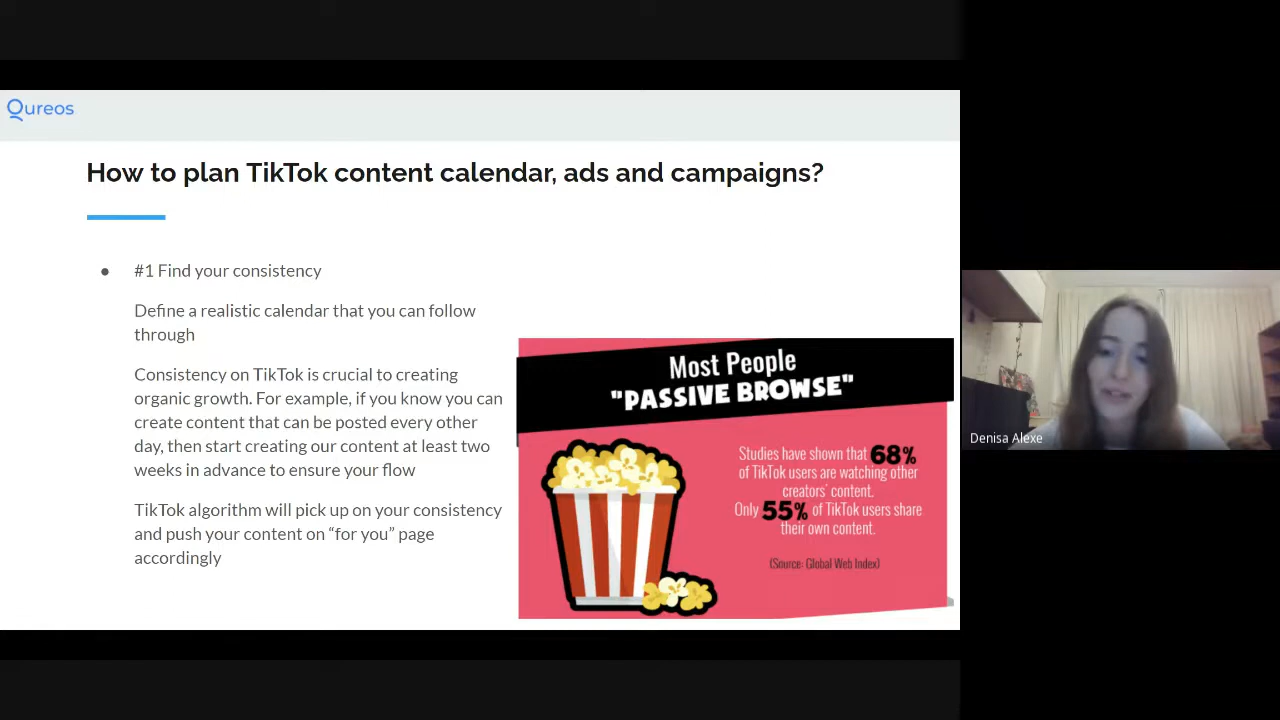 Qureos
How to plan TikTok content calendar, ads and campaigns?
● #1 Find your consistency
Define a realistic calendar that you can follow
through
Consistency on TikTok is crucial to creating
organic growth. For example, if you know you can
create content that can be posted every other
day, then start creating our content at least two
weeks in advance to ensure your flow
TikTok algorithm will pick up on your consistency
and push your content on “for you” page
accordingly
Most People
"PASSIVE BROWSE"
Studies have shown that 68%
of TikTok users are watching other
creators' content.
Only 55% of TikTok users share
their own content.
(Source: Global Web Index)
Denisa Alexe